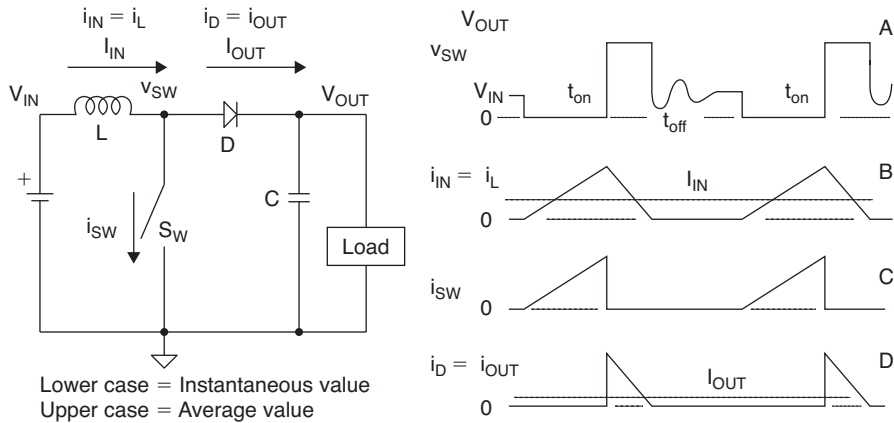 i_IN = i_L
i_D = i_OUT
I_IN
I_OUT
V_IN
v_SW
V_OUT
L
D
+
C
i_SW
S_W
Load
Lower case = Instantaneous value
Upper case = Average value
V_OUT
A
v_SW
V_IN
t_on
t_on
0
t_off
B
i_IN = i_L
I_IN
0
C
i_SW
0
D
i_D = i_OUT
I_OUT
0